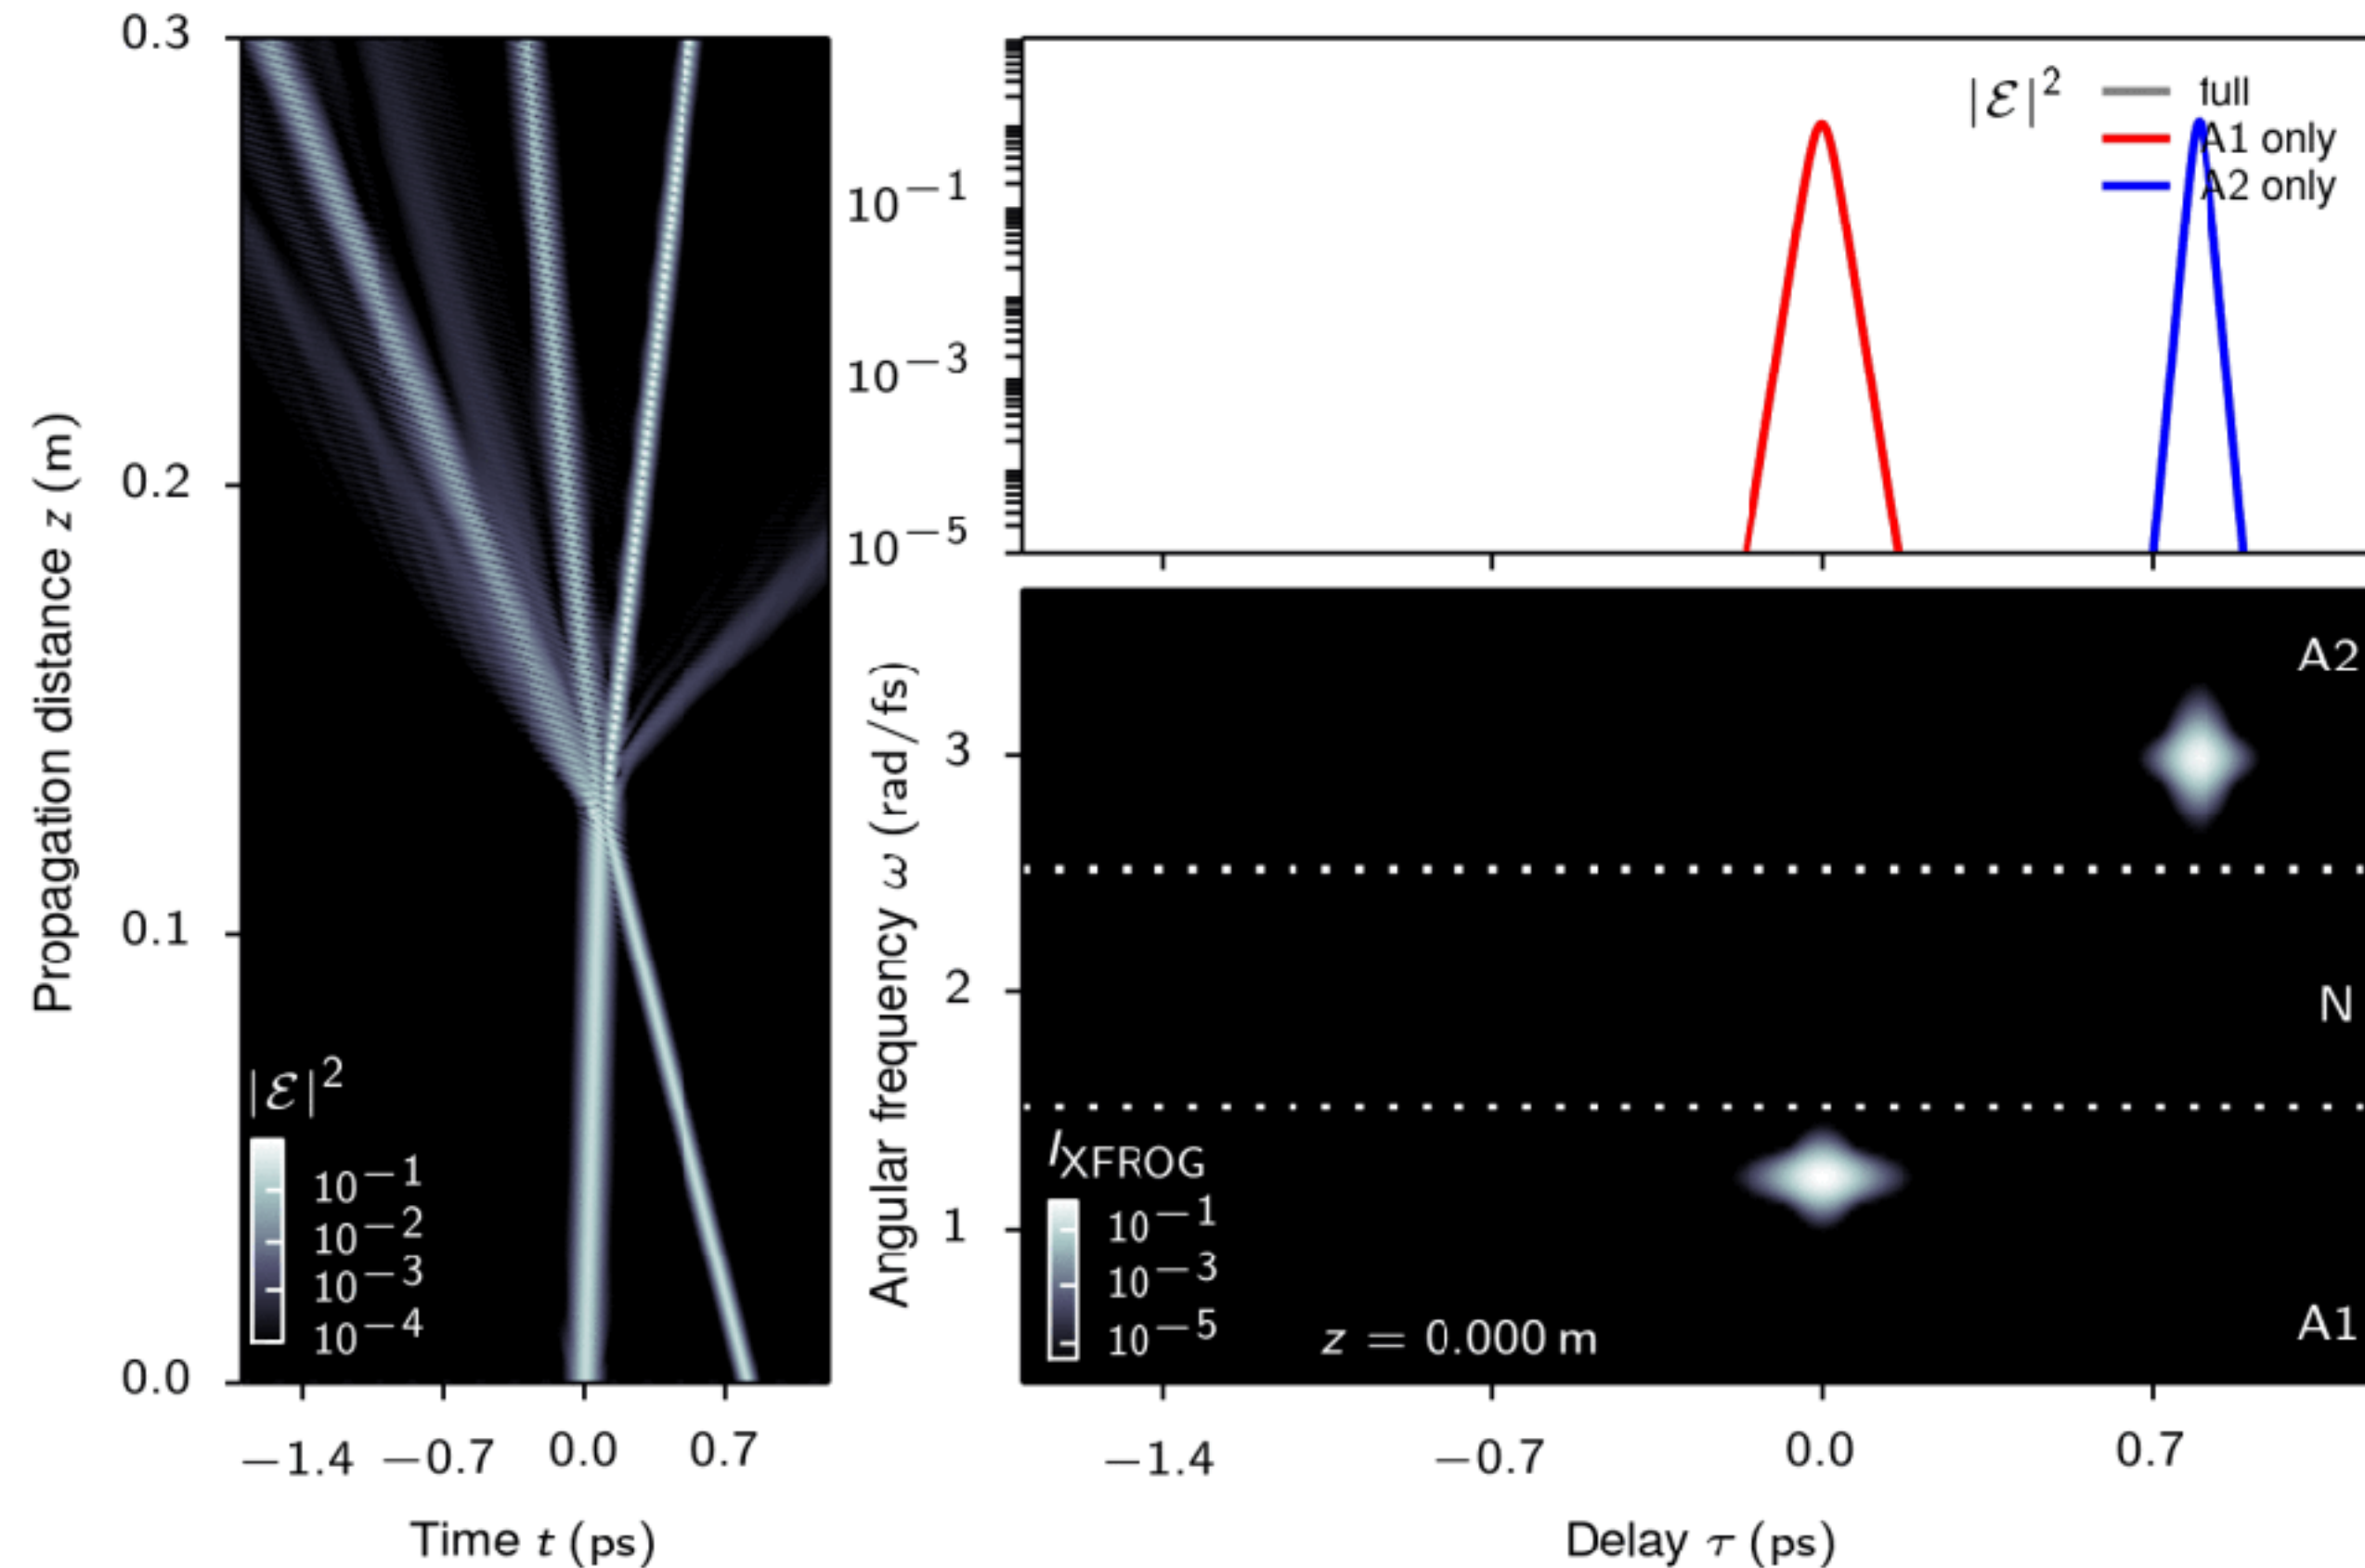 0.3
0.2
0.1
0.0
Propagation distance z (m)
|ℰ|²
10⁻¹
10⁻²
10⁻³
10⁻⁴
−1.4 −0.7 0.0 0.7
Time t (ps)
10⁻¹
10⁻³
10⁻⁵
|ℰ|²
full
A1 only
A2 only
Angular frequency ω (rad/fs)
3
2
1
A2
N
A1
I_XFROG
10⁻¹
10⁻³
10⁻⁵
z = 0.000 m
−1.4 −0.7 0.0 0.7
Delay τ (ps)